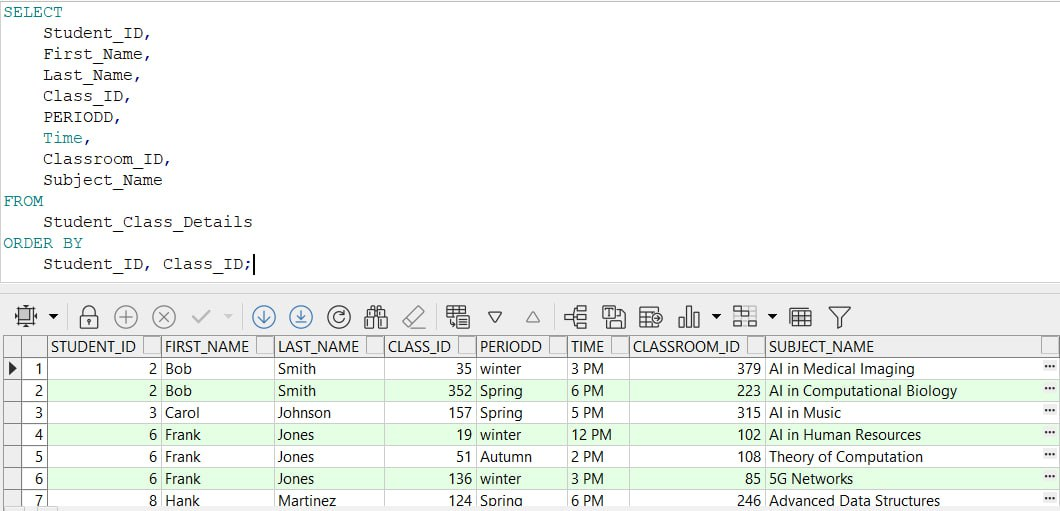 SELECT
Student_ID,
First_Name,
Last_Name,
Class_ID,
PERIODD,
Time,
Classroom_ID,
Subject_Name
FROM
Student_Class_Details
ORDER BY
Student_ID, Class_ID;
STUDENT_ID FIRST_NAME LAST_NAME CLASS_ID PERIODD TIME CLASSROOM_ID SUBJECT_NAME
1 2 Bob Smith 35 winter 3 PM 379 AI in Medical Imaging ...
2 2 Bob Smith 352 Spring 6 PM 223 AI in Computational Biology ...
3 3 Carol Johnson 157 Spring 5 PM 315 AI in Music ...
4 6 Frank Jones 19 winter 12 PM 102 AI in Human Resources ...
5 6 Frank Jones 51 Autumn 2 PM 108 Theory of Computation ...
6 6 Frank Jones 136 winter 3 PM 85 5G Networks ...
7 8 Hank Martinez 124 Spring 6 PM 246 Advanced Data Structures ...